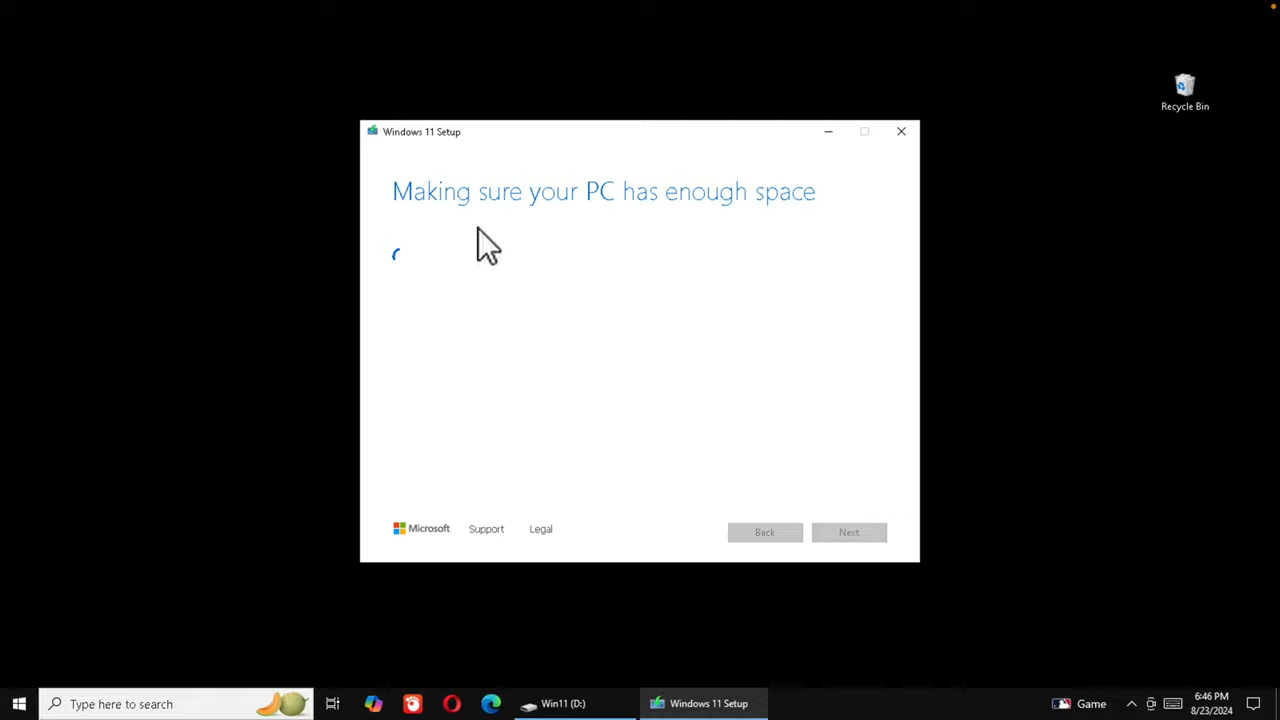 Recycle Bin
Windows 11 Setup
Making sure your PC has enough space
Microsoft Support Legal
Back Next
Type here to search
Win11 (D:)
Windows 11 Setup
Game
6:46 PM
8/23/2024